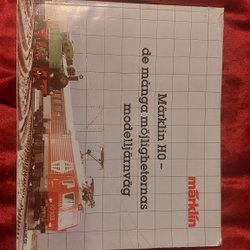 Märklin H0 –
de många möjligheternas
modelljärnväg
märklin